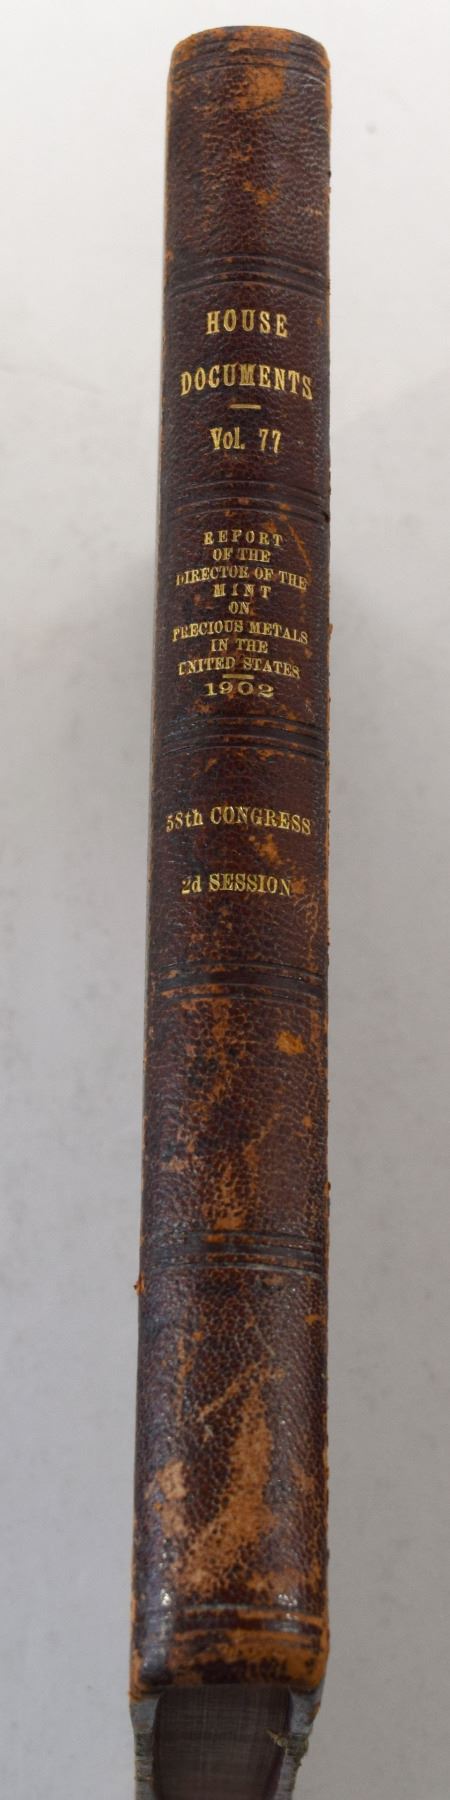 HOUSE
DOCUMENTS
Vol. 77
REPORT
OF THE
DIRECTOR OF THE
MINT
ON
PRECIOUS METALS
IN THE
UNITED STATES
1902
58th CONGRESS
2d SESSION